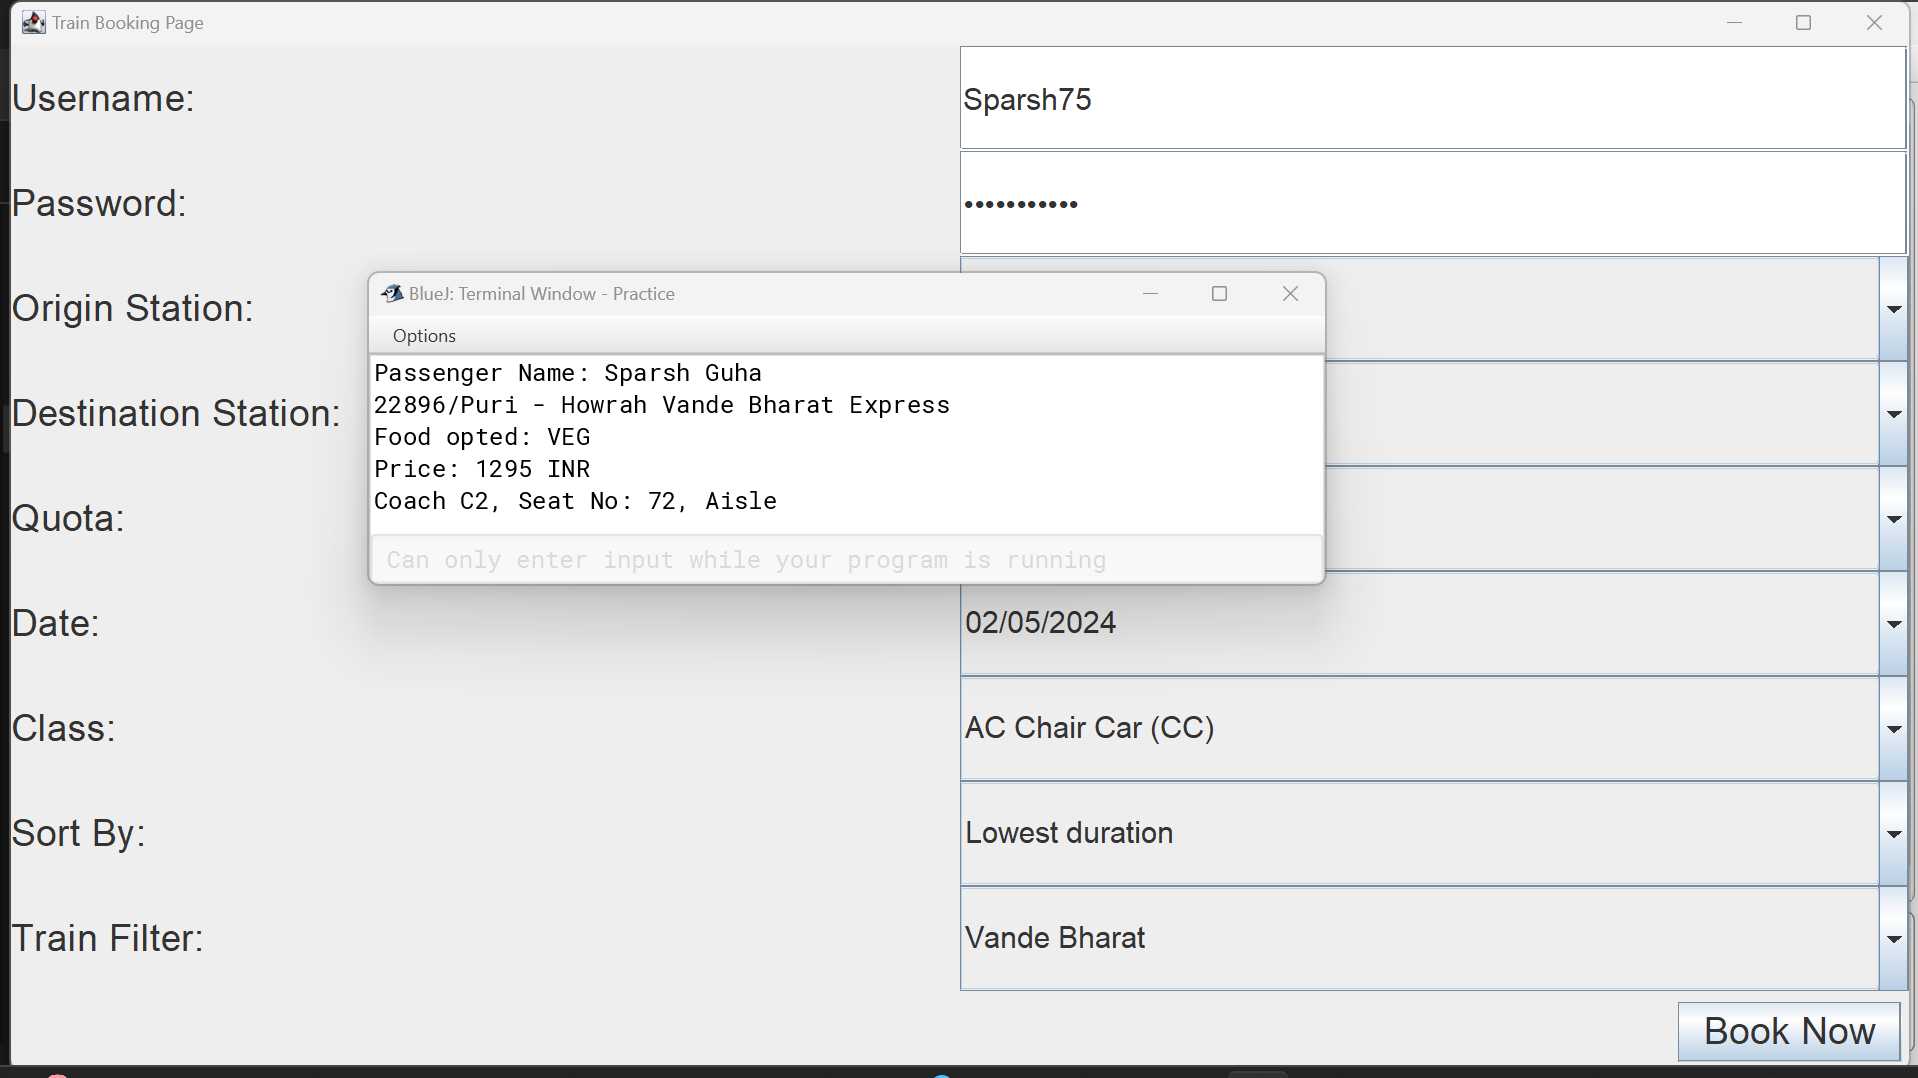 Train Booking Page
Username:
Sparsh75
Password:
•••••••••••
Origin Station:
Destination Station:
Quota:
BlueJ: Terminal Window - Practice
Options
Passenger Name: Sparsh Guha
22896/Puri - Howrah Vande Bharat Express
Food opted: VEG
Price: 1295 INR
Coach C2, Seat No: 72, Aisle
Can only enter input while your program is running
Date:
02/05/2024
Class:
AC Chair Car (CC)
Sort By:
Lowest duration
Train Filter:
Vande Bharat
Book Now